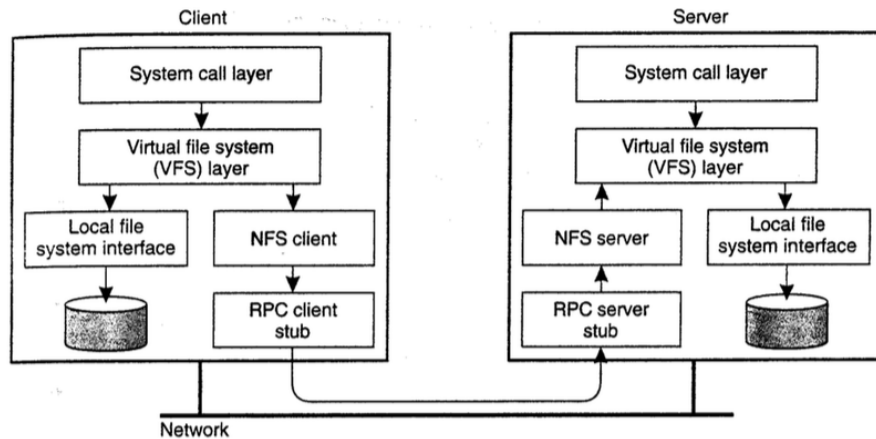 Client
Server
System call layer
System call layer
Virtual file system
(VFS) layer
Virtual file system
(VFS) layer
Local file
system interface
NFS client
NFS server
Local file
system interface
RPC client
stub
RPC server
stub
Network